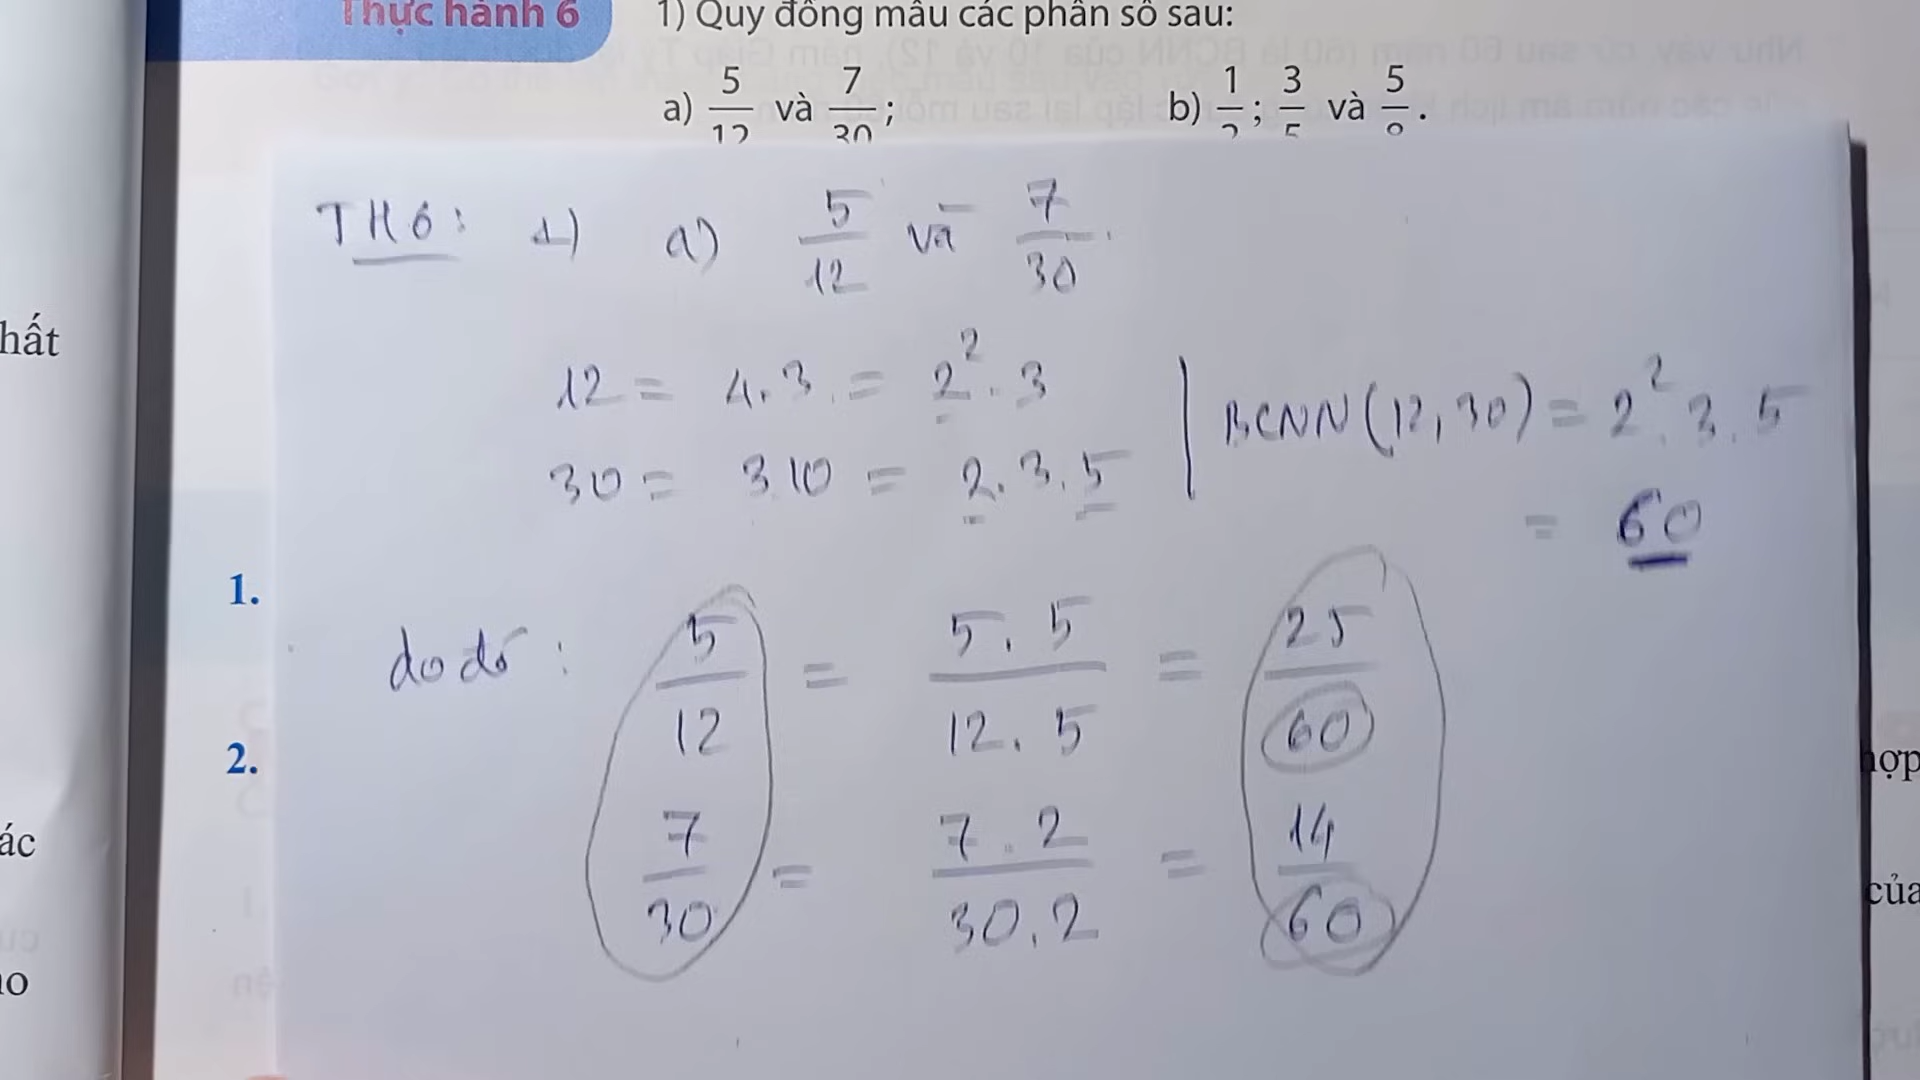 Thực hành 6 1) Quy đồng mẫu các phân số sau:
a) 5/12 và 7/30; b) 1/2; 3/5 và 5/8.
TH6: 1) a) 5/12 và 7/30.
12 = 4.3 = 2².3
30 = 3.10 = 2.3.5
BCNN(12,30) = 2².3.5
= 60
do đó: 5/12 = 5.5/12.5 = 25/60
7/30 = 7.2/30.2 = 14/60
hất
1.
2.
ác
hợp
của